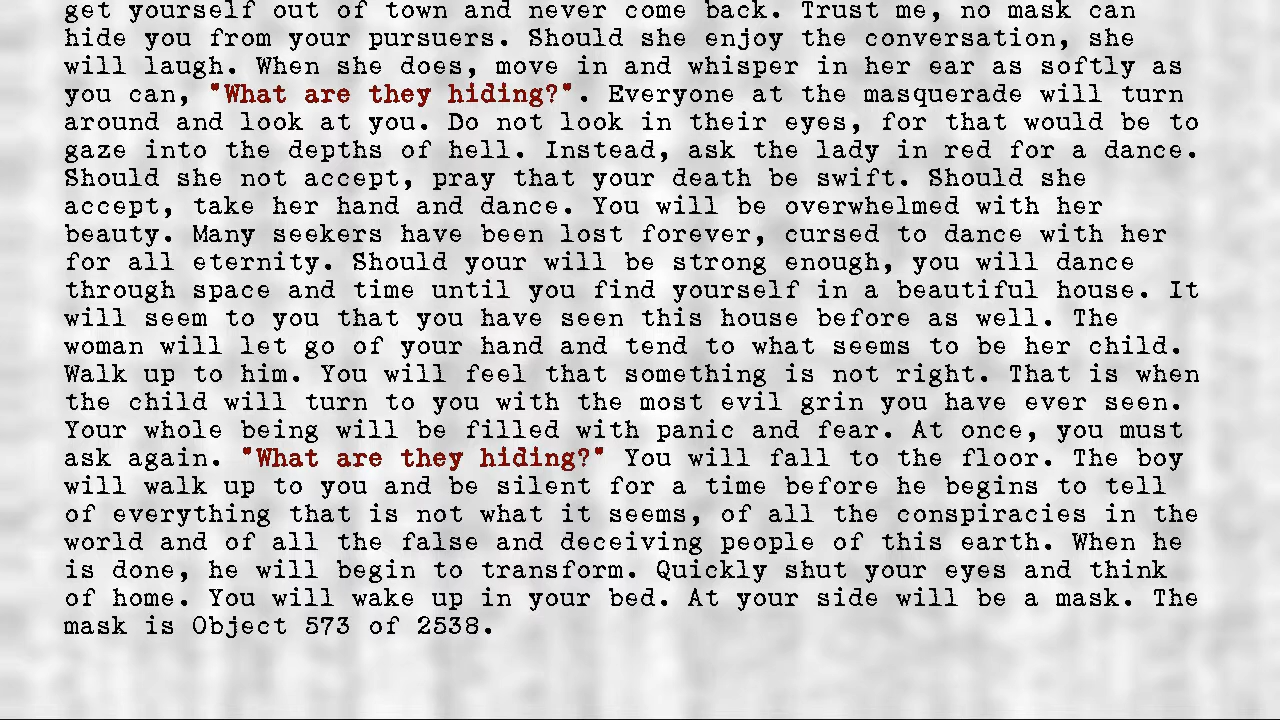 get yourself out of town and never come back. Trust me, no mask can
hide you from your pursuers. Should she enjoy the conversation, she
will laugh. When she does, move in and whisper in her ear as softly as
you can, "What are they hiding?". Everyone at the masquerade will turn
around and look at you. Do not look in their eyes, for that would be to
gaze into the depths of hell. Instead, ask the lady in red for a dance.
Should she not accept, pray that your death be swift. Should she
accept, take her hand and dance. You will be overwhelmed with her
beauty. Many seekers have been lost forever, cursed to dance with her
for all eternity. Should your will be strong enough, you will dance
through space and time until you find yourself in a beautiful house. It
will seem to you that you have seen this house before as well. The
woman will let go of your hand and tend to what seems to be her child.
Walk up to him. You will feel that something is not right. That is when
the child will turn to you with the most evil grin you have ever seen.
Your whole being will be filled with panic and fear. At once, you must
ask again. "What are they hiding?" You will fall to the floor. The boy
will walk up to you and be silent for a time before he begins to tell
of everything that is not what it seems, of all the conspiracies in the
world and of all the false and deceiving people of this earth. When he
is done, he will begin to transform. Quickly shut your eyes and think
of home. You will wake up in your bed. At your side will be a mask. The
mask is Object 573 of 2538.